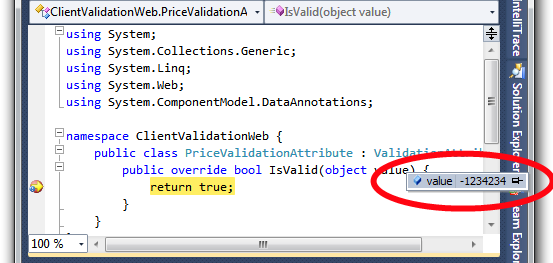 ClientValidationWeb.PriceValidationA
IsValid(object value)
using System;
using System.Collections.Generic;
using System.Linq;
using System.Web;
using System.ComponentModel.DataAnnotations;
namespace ClientValidationWeb {
public class PriceValidationAttribute : ValidationAttrib
public override bool IsValid(object value) {
return true;
}
}
100 %
value -1234234
IntelliTrace
Solution Explorer
Team Explorer